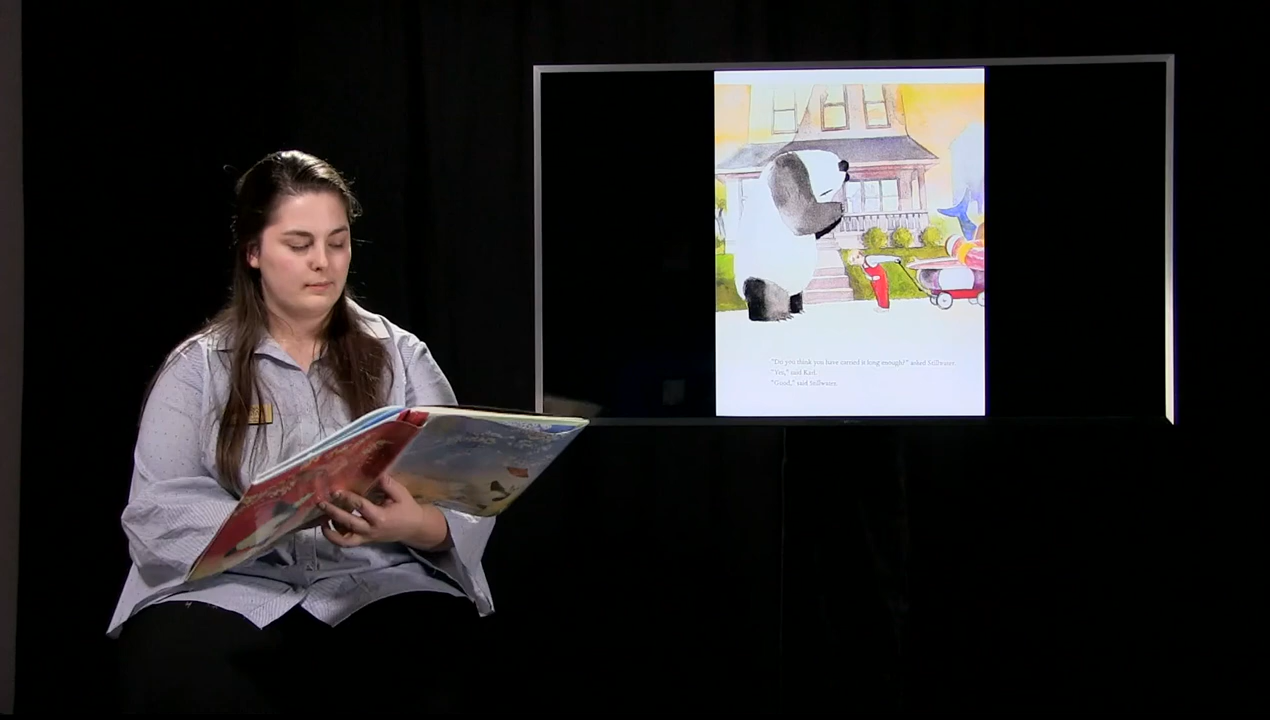 "Do you think you have carried it long enough?" asked Stillwater.
"Yes," said Karl.
"Good," said Stillwater.